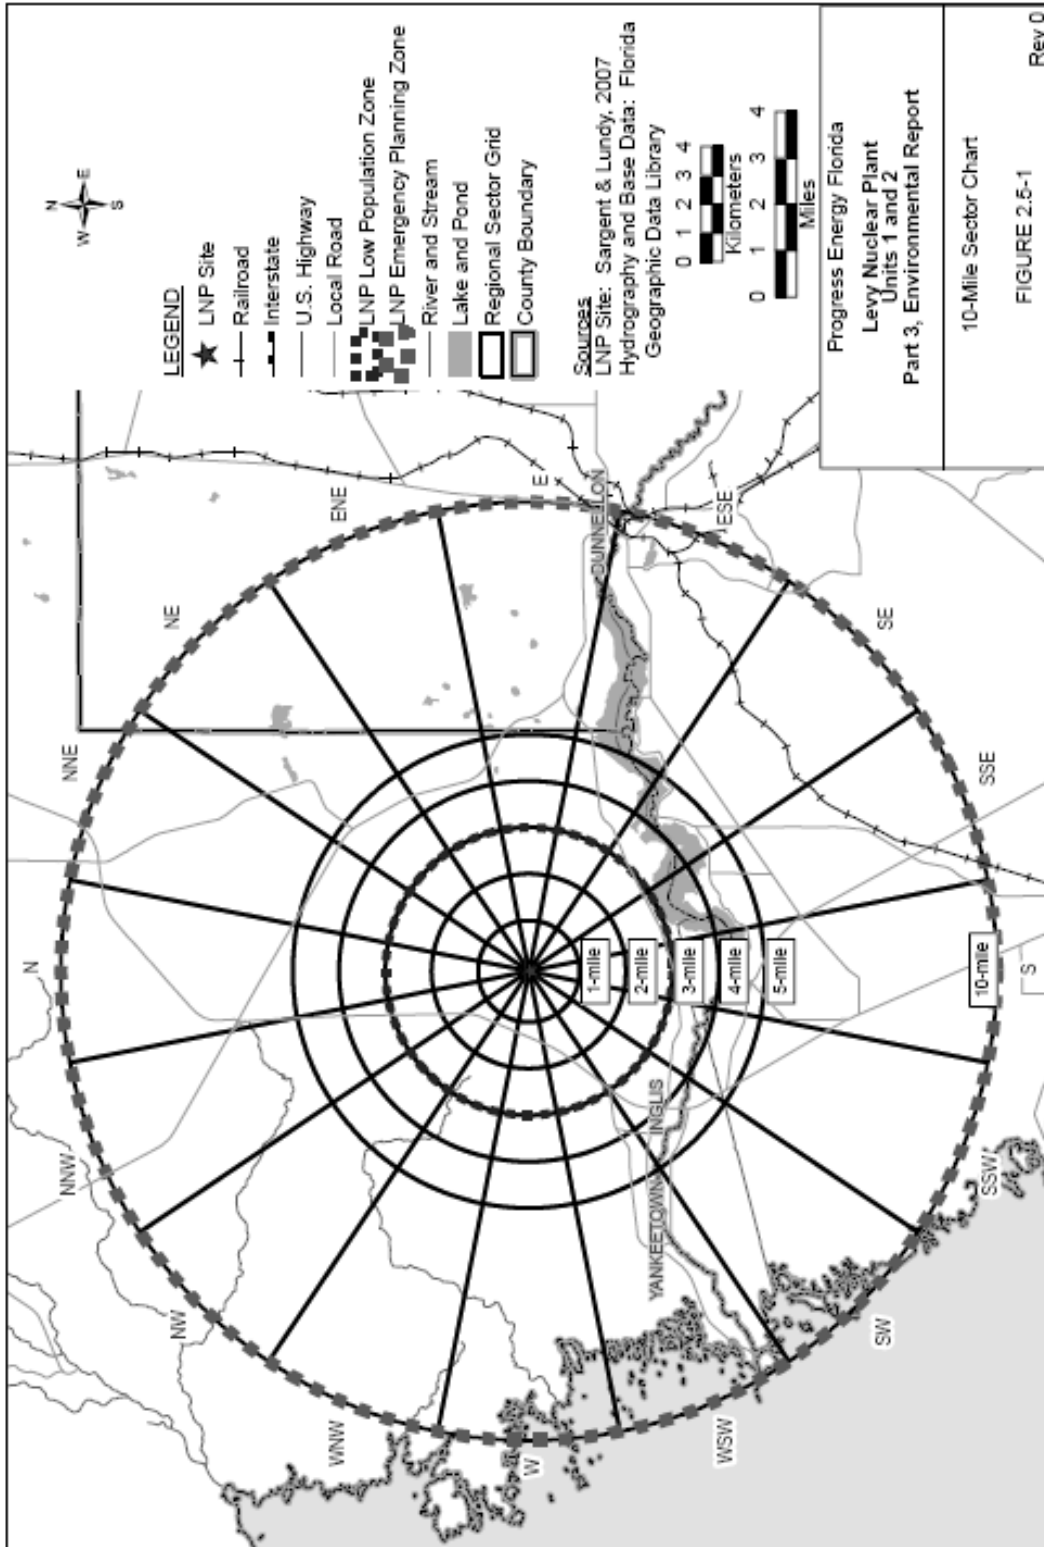 N
NNE
NE
ENE
E
ESE
SE
SSE
S
SSW
SW
WSW
W
WNW
NW
NNW
DUNNELLON
INGLIS
YANKEETOWN
1-mile
2-mile
3-mile
4-mile
5-mile
10-mile
N
W
E
S
LEGEND
LNP Site
Railroad
Interstate
U.S. Highway
Local Road
LNP Low Population Zone
LNP Emergency Planning Zone
River and Stream
Lake and Pond
Regional Sector Grid
County Boundary
Sources
LNP Site: Sargent & Lundy, 2007
Hydrography and Base Data: Florida
Geographic Data Library
0 1 2 3 4
Kilometers
0 1 2 3 4
Miles
Progress Energy Florida
Levy Nuclear Plant
Units 1 and 2
Part 3, Environmental Report
10-Mile Sector Chart
FIGURE 2.5-1
Rev 0